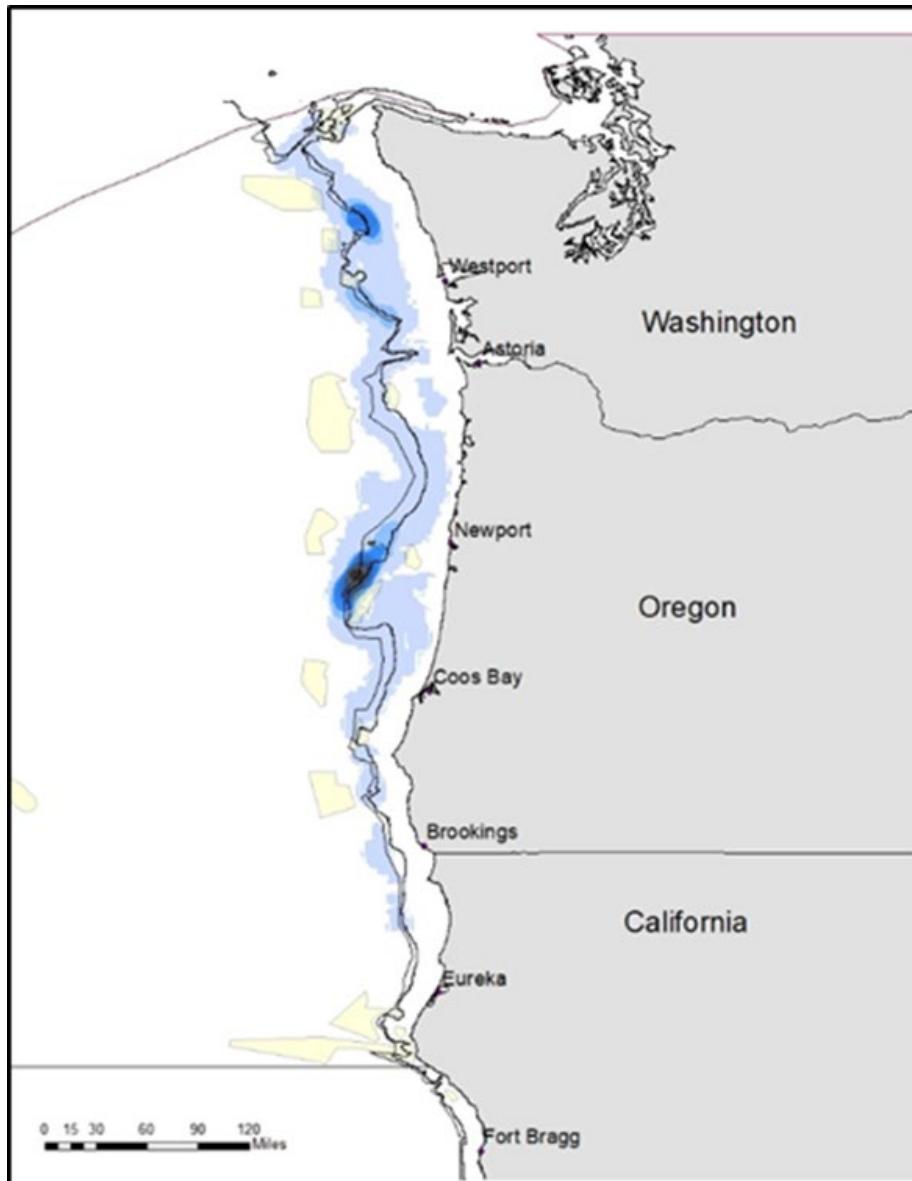 Westport
Washington
Astoria
Newport
Oregon
Coos Bay
Brookings
California
Eureka
0 15 30 60 90 120
Miles
Fort Bragg